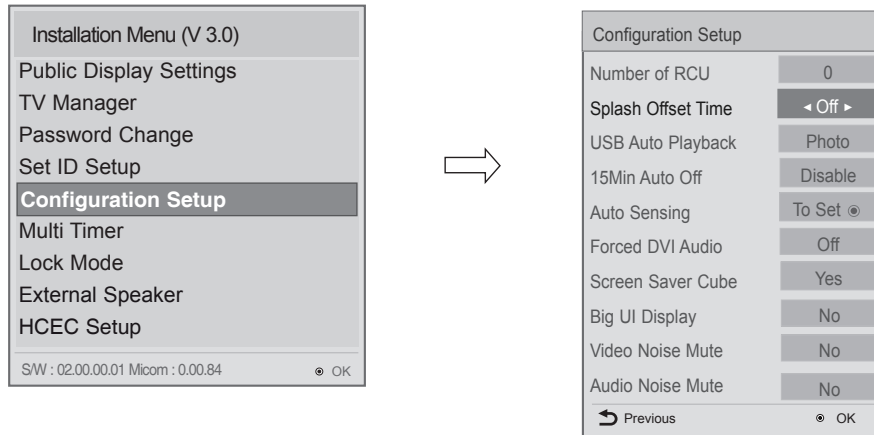 Installation Menu (V 3.0)
Public Display Settings
TV Manager
Password Change
Set ID Setup
Configuration Setup
Multi Timer
Lock Mode
External Speaker
HCEC Setup
S/W : 02.00.00.01 Micom : 0.00.84 ◉ OK
Configuration Setup
Number of RCU 0
Splash Offset Time ◄ Off ►
USB Auto Playback Photo
15Min Auto Off Disable
Auto Sensing To Set ◉
Forced DVI Audio Off
Screen Saver Cube Yes
Big UI Display No
Video Noise Mute No
Audio Noise Mute No
Previous ◉ OK